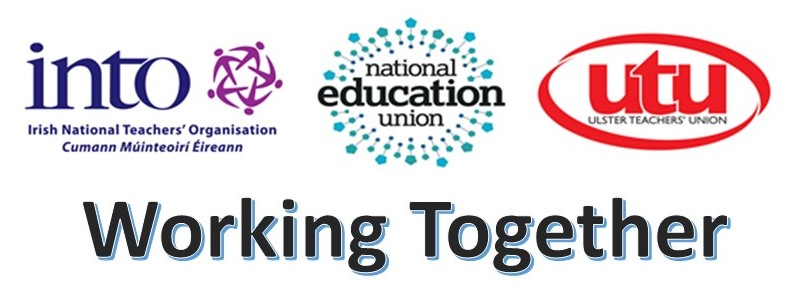 into
Irish National Teachers' Organisation
Cumann Múinteoirí Éireann
national
education
union
utu
ULSTER TEACHERS' UNION
Working Together